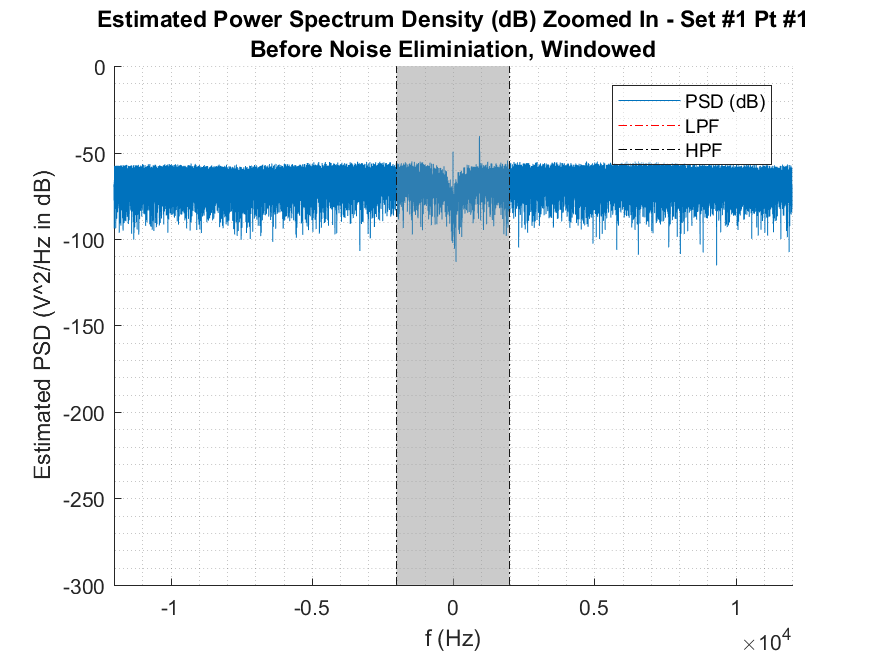 Estimated Power Spectrum Density (dB) Zoomed In - Set #1 Pt #1
Before Noise Eliminiation, Windowed
0
-50
-100
-150
-200
-250
-300
Estimated PSD (V^2/Hz in dB)
PSD (dB)
LPF
HPF
-1
-0.5
0
0.5
1
f (Hz)
×10^4